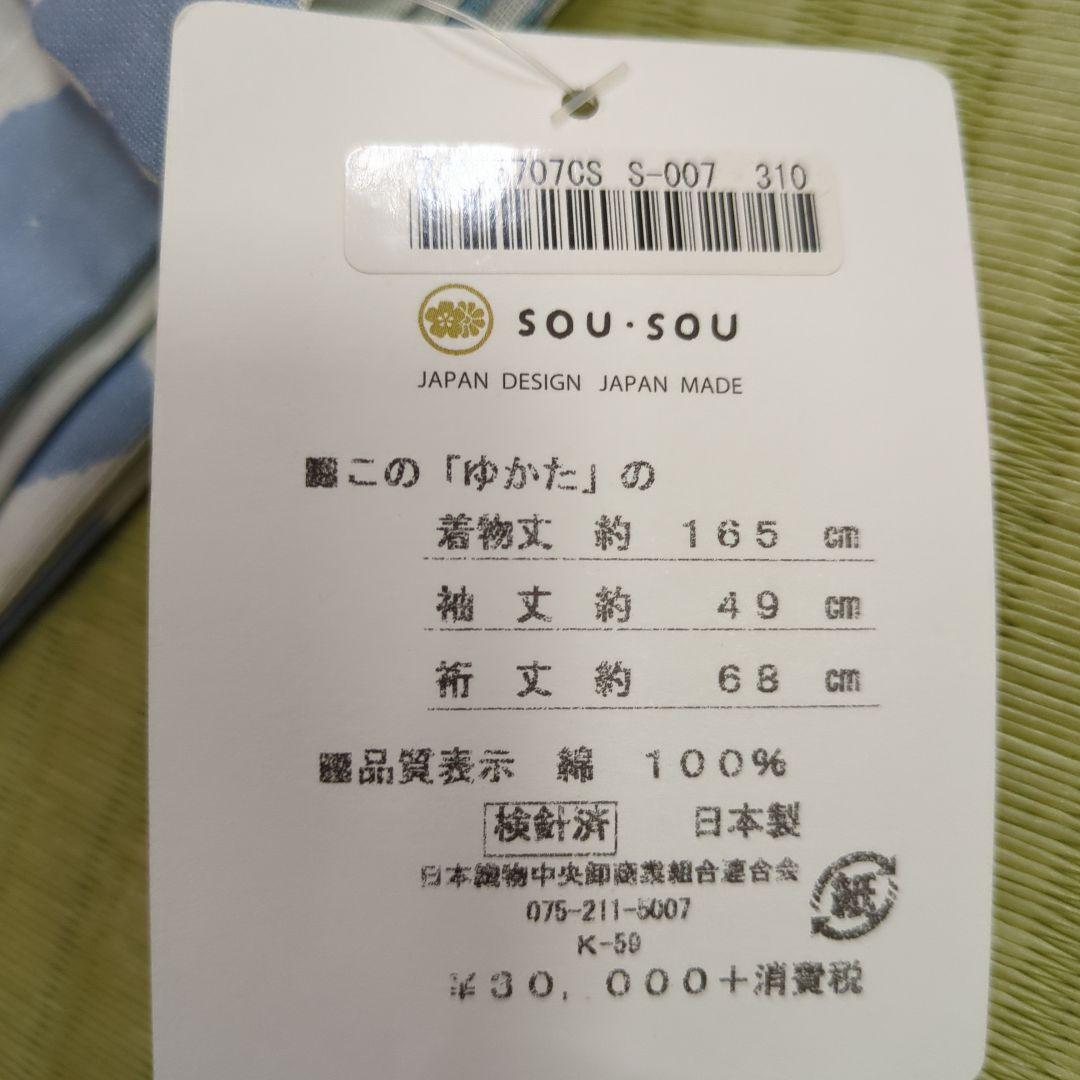 707CS S-007 310
SOU・SOU
JAPAN DESIGN JAPAN MADE
■この「ゆかた」の
着物丈 約 165 cm
袖 丈 約 49 cm
裄 丈 約 68 cm
■品質表示 綿 100%
検針済 日本製
日本織物中央卸商業組合連合会
紙
075-211-5007
K-59
¥30,000+消費税